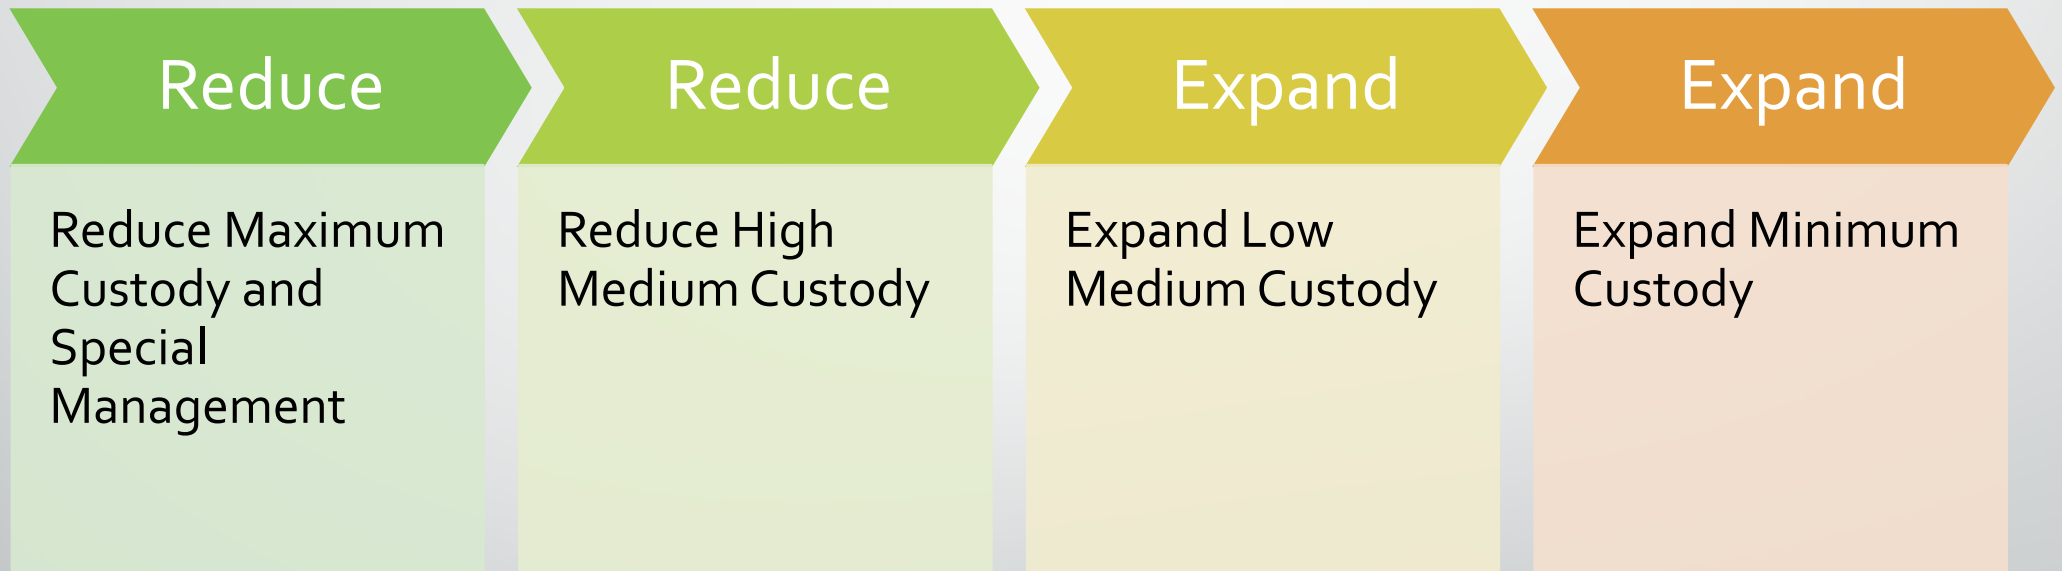 Reduce
Reduce Maximum
Custody and
Special
Management
Reduce
Reduce High
Medium Custody
Expand
Expand Low
Medium Custody
Expand
Expand Minimum
Custody